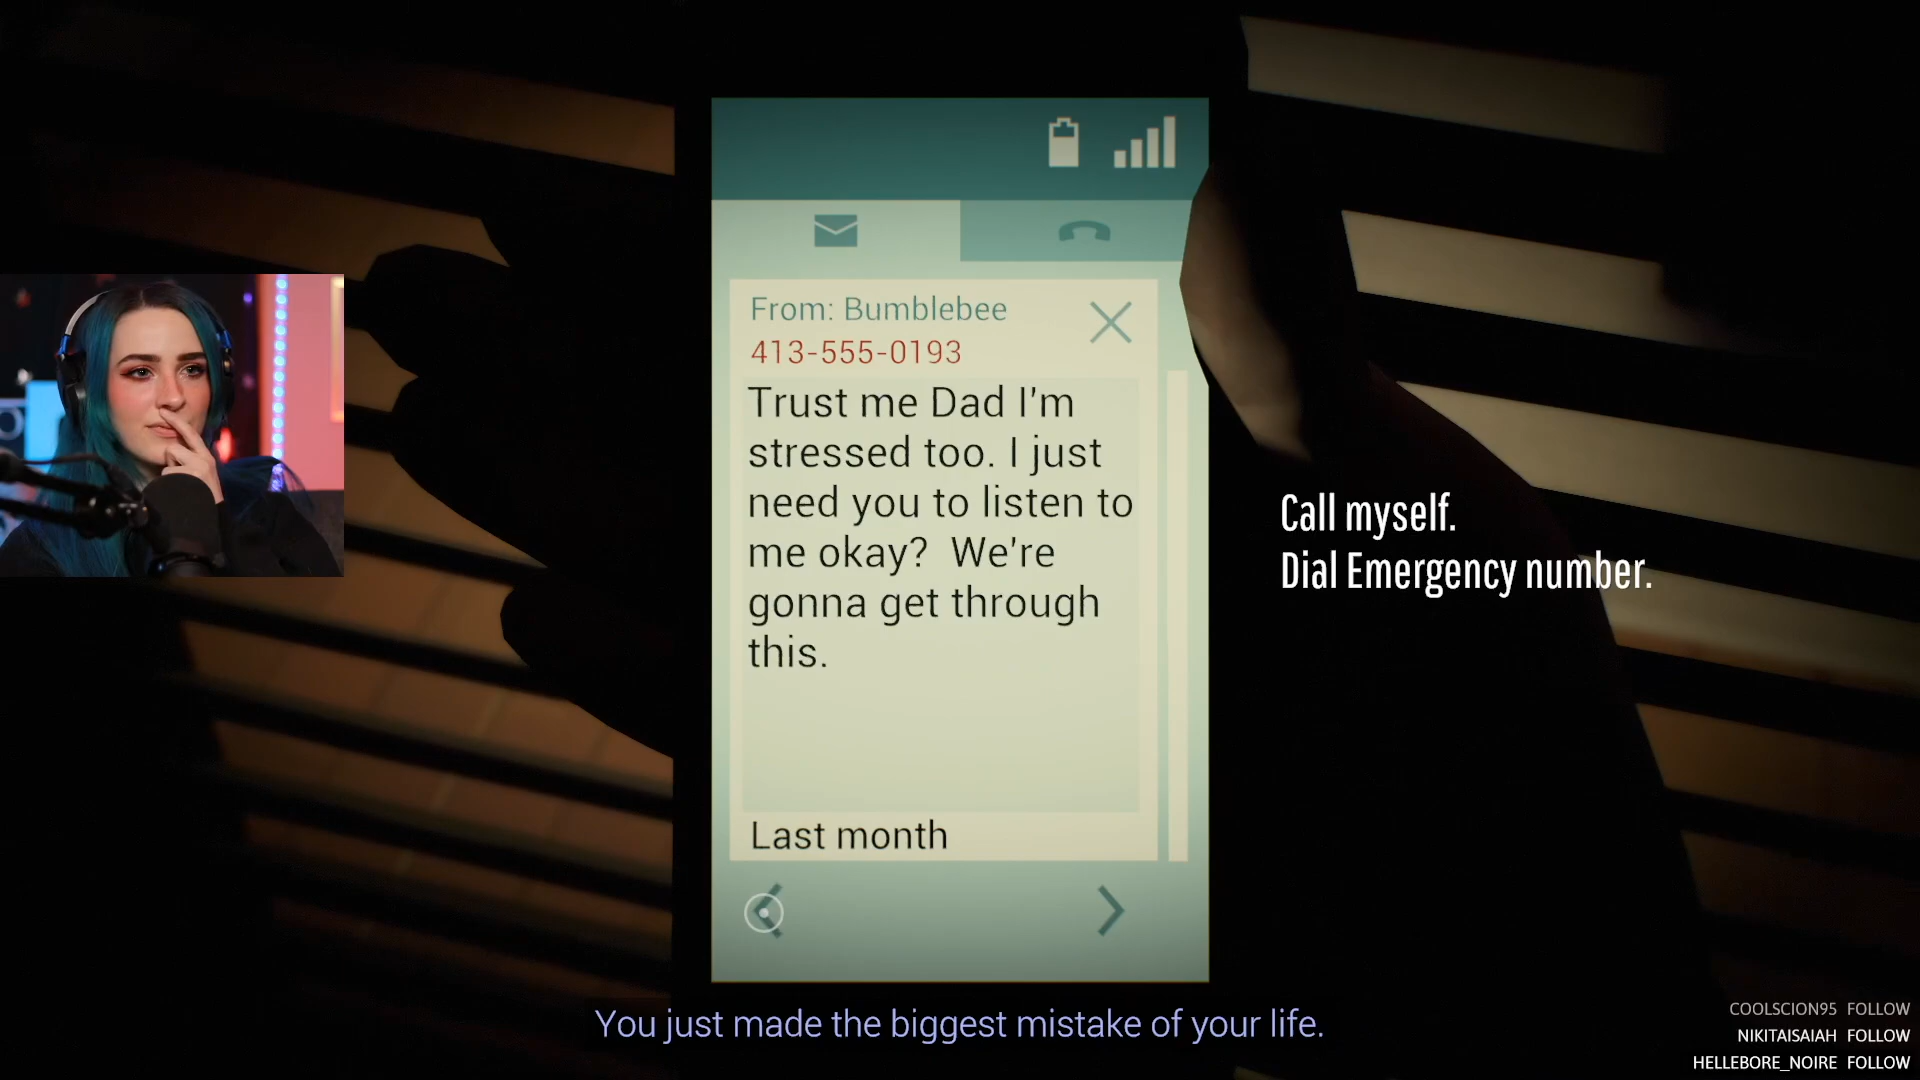 From: Bumblebee
413-555-0193
Trust me Dad I'm
stressed too. I just
need you to listen to
me okay?  We're
gonna get through
this.
Last month
Call myself.
Dial Emergency number.
You just made the biggest mistake of your life.
COOLSCION95 FOLLOW
NIKITAISAIAH FOLLOW
HELLEBORE_NOIRE FOLLOW